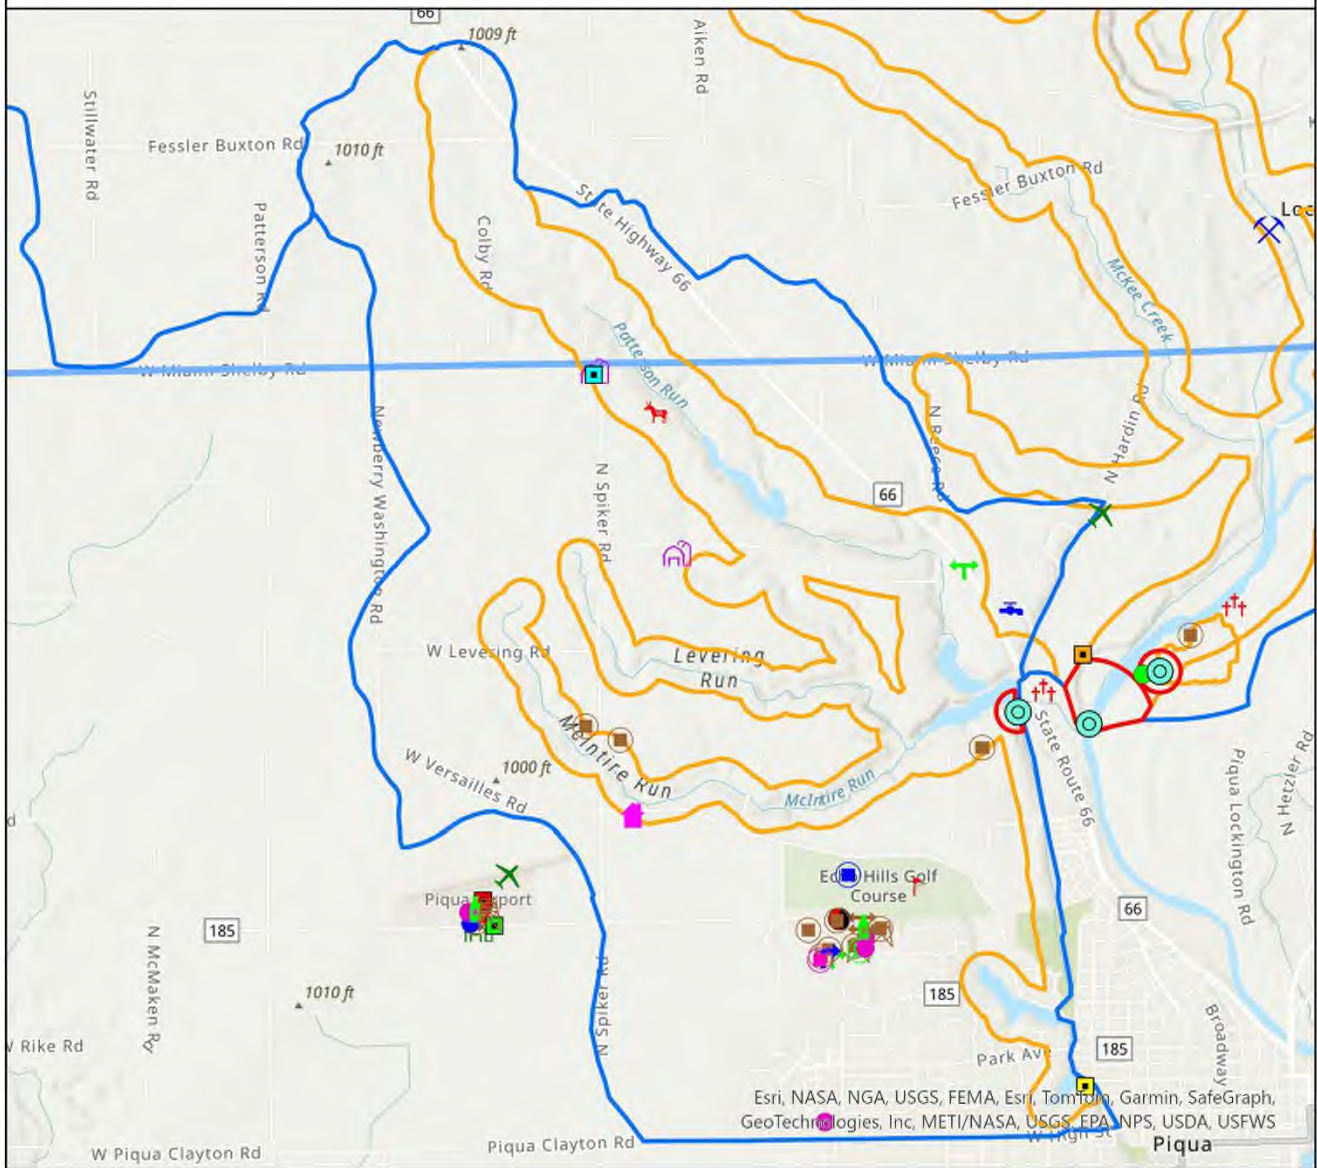 66
1009 ft
Aiken Rd
Stillwater Rd
Fessler Buxton Rd
1010 ft
Fessler Buxton Rd
Patterson Rd
Colby Rd
State Highway 66
Loc
McKee Creek
Patterson Run
W Miami Shelby Rd
W Miami Shelby Rd
Newberry Washington Rd
N Spiker Rd
N Reese Rd
N Hardin Rd
66
W Levering Rd
Levering
Run
McIntire Run
W Versailles Rd
1000 ft
McIntire Run
State Route 66
Piqua Lockington Rd
N Hetzler Rd
d
Echo Hills Golf
Course
66
185
N McMaken Rd
N Spiker Rd
1010 ft
185
Rike Rd
Park Ave
185
Broadway
Esri, NASA, NGA, USGS, FEMA, Esri, TomTom, Garmin, SafeGraph,
GeoTechnologies, Inc, METI/NASA, USGS, EPA, NPS, USDA, USFWS
W High St
Piqua Clayton Rd
W Piqua Clayton Rd
Piqua